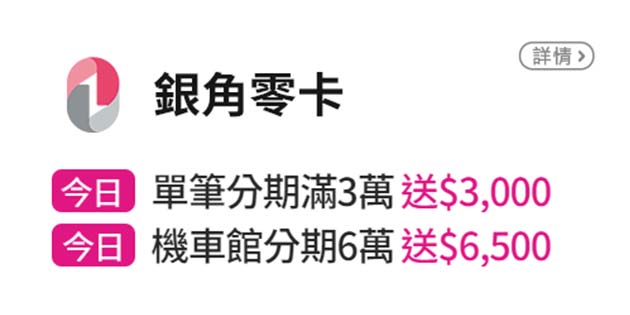 詳情 >
銀角零卡
今日 單筆分期滿3萬 送$3,000
今日 機車館分期6萬 送$6,500